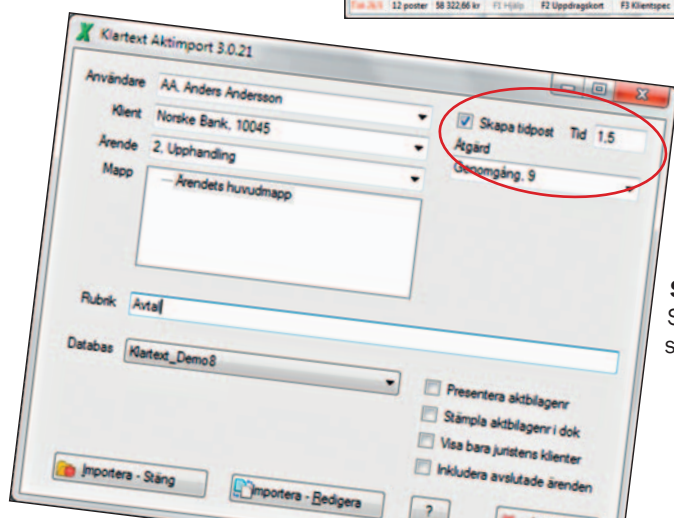 12 poster 58 322,66 kr F1 Hjälp F2 Uppdragskort F3 Klientspec
Klartext Aktimport 3.0.21
Användare AA. Anders Andersson
Klient Norske Bank, 10045
Ärende 2. Upphandling
Mapp Ärendets huvudmapp
Skapa tidpost Tid 1,5
Åtgärd
Genomgång, 9
Rubrik Avtal
Databas Klartext_Demo8
Presentera aktbilagenr
Stämpla aktbilagenr i dok
Visa bara juristens klienter
Inkludera avslutade ärenden
Importera - Stäng
Importera - Redigera
?
S
S
s